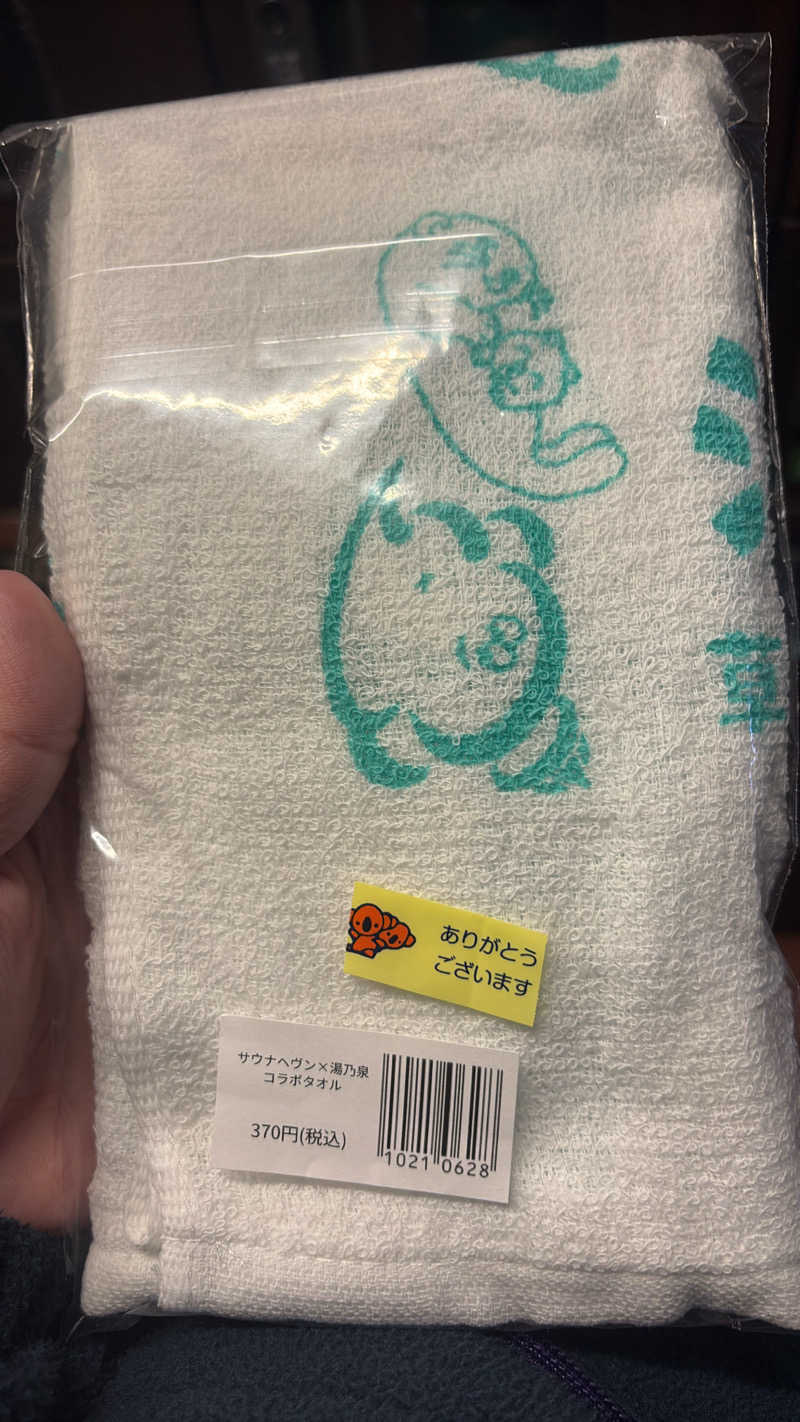 草
ありがとう
ございます
サウナヘヴン×湯乃泉
コラボタオル
370円(税込)
1021 0628